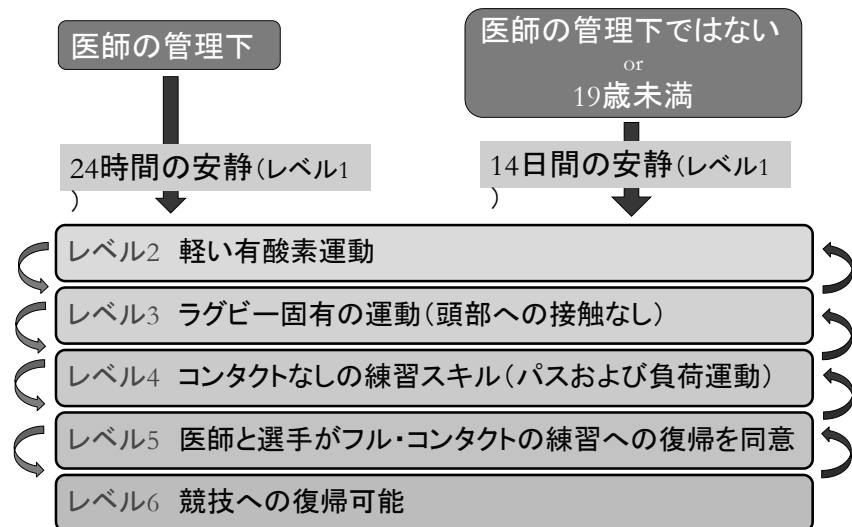 医師の管理下
医師の管理下ではない
or
19歳未満
24時間の安静(レベル1
)
14日間の安静(レベル1
)
レベル2 軽い有酸素運動
レベル3 ラグビー固有の運動(頭部への接触なし)
レベル4 コンタクトなしの練習スキル(パスおよび負荷運動)
レベル5 医師と選手がフル・コンタクトの練習への復帰を同意
レベル6 競技への復帰可能